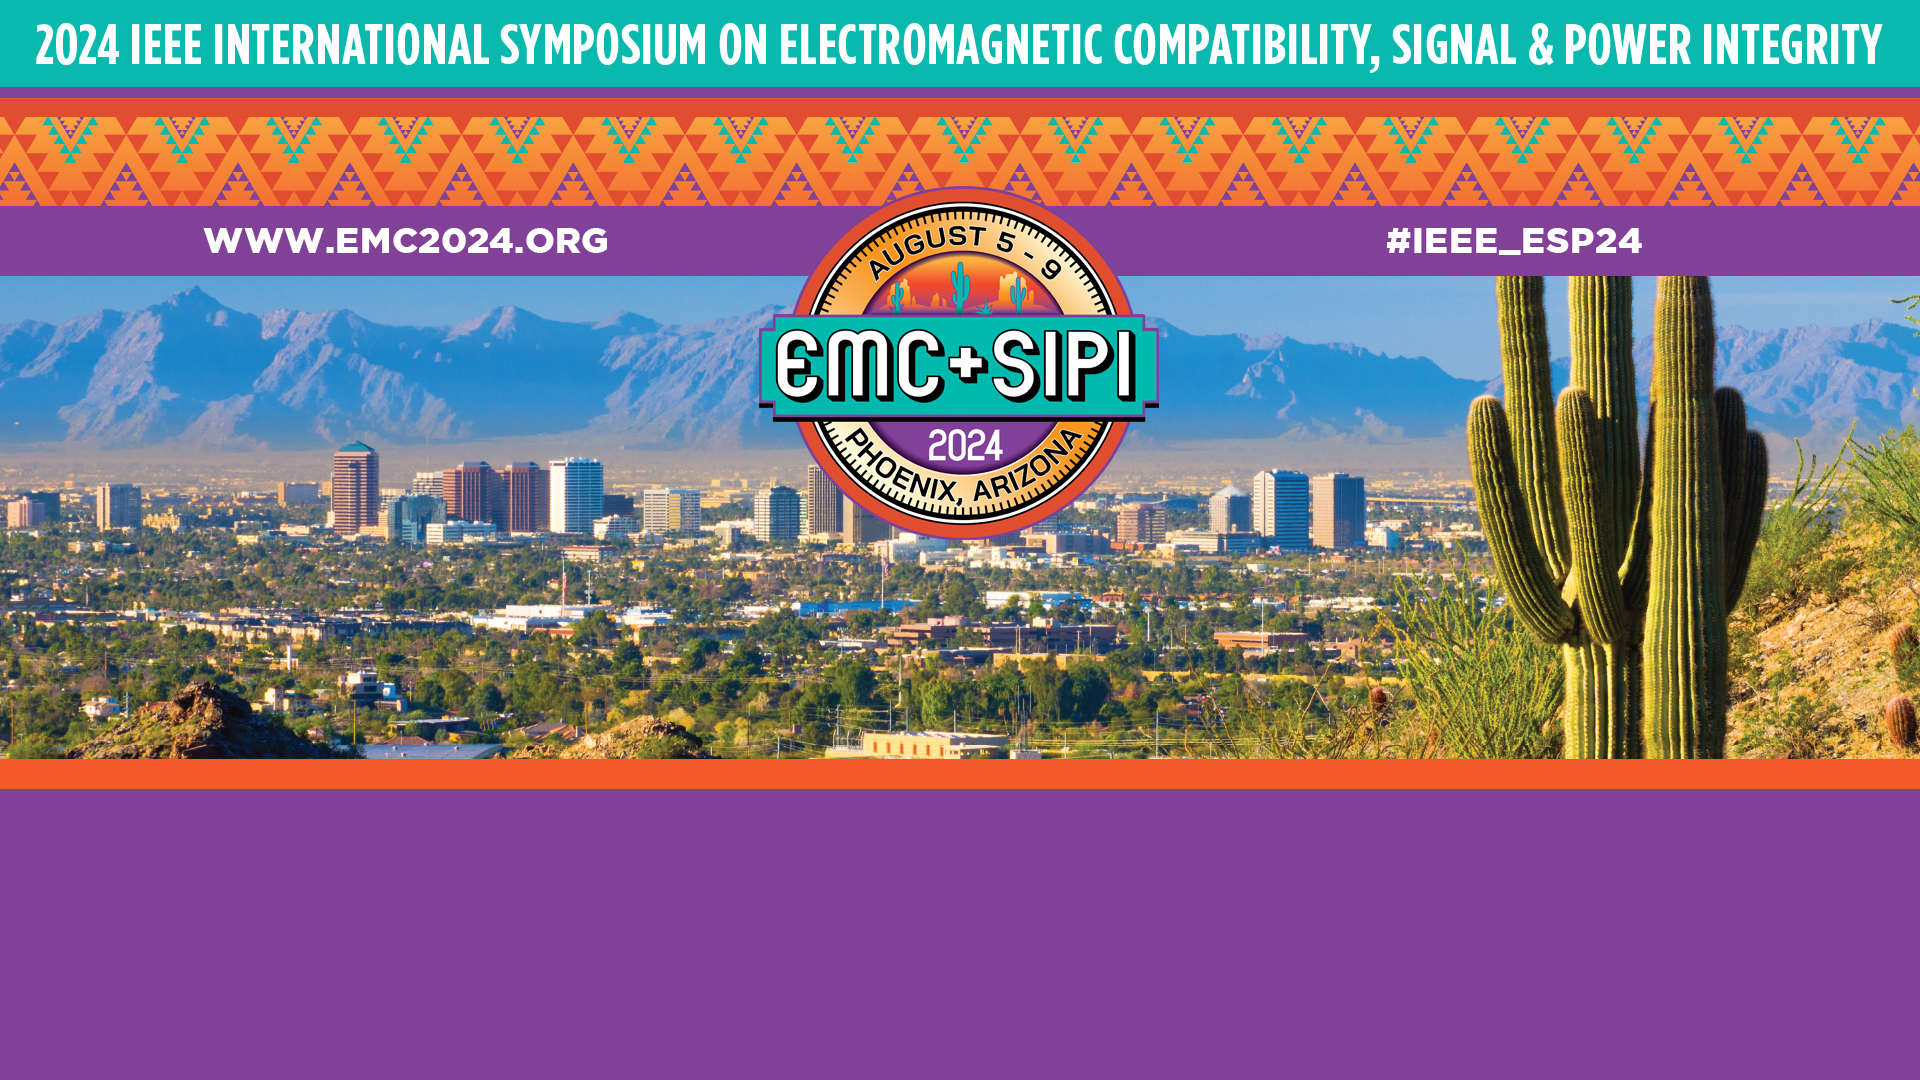 2024 IEEE INTERNATIONAL SYMPOSIUM ON ELECTROMAGNETIC COMPATIBILITY, SIGNAL & POWER INTEGRITY
WWW.EMC2024.ORG
#IEEE_ESP24
AUGUST 5 - 9
EMC+SIPI
2024
PHOENIX, ARIZONA